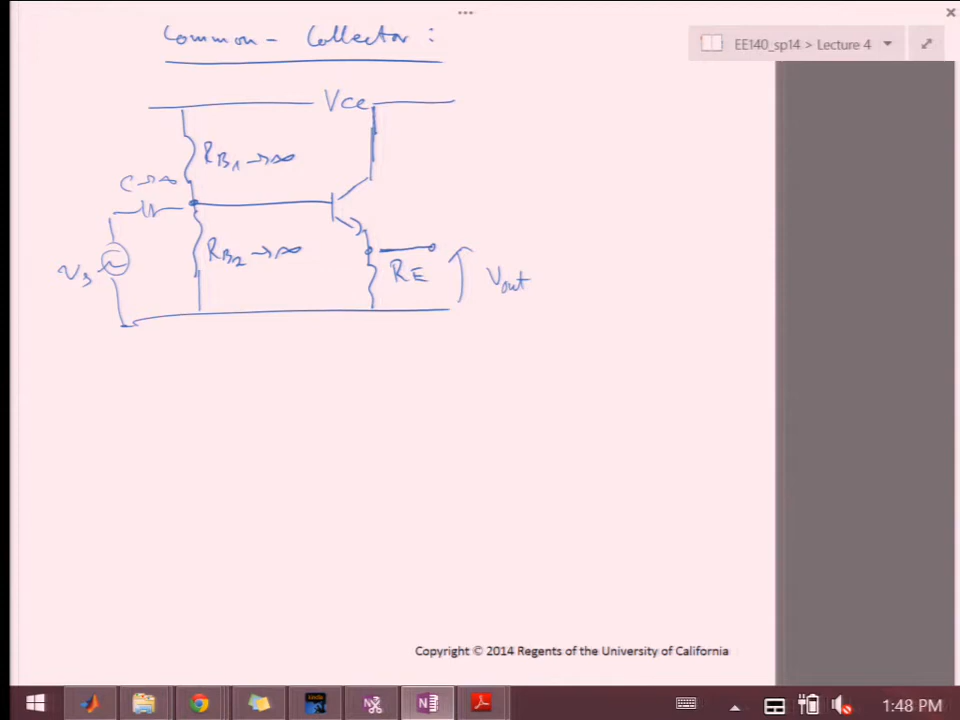 Common - Collector :
EE140_sp14 > Lecture 4
Vcc
RB1 → ∞
C → ∞
RB2 → ∞
vs
RE
Vout
Copyright © 2014 Regents of the University of California
1:48 PM